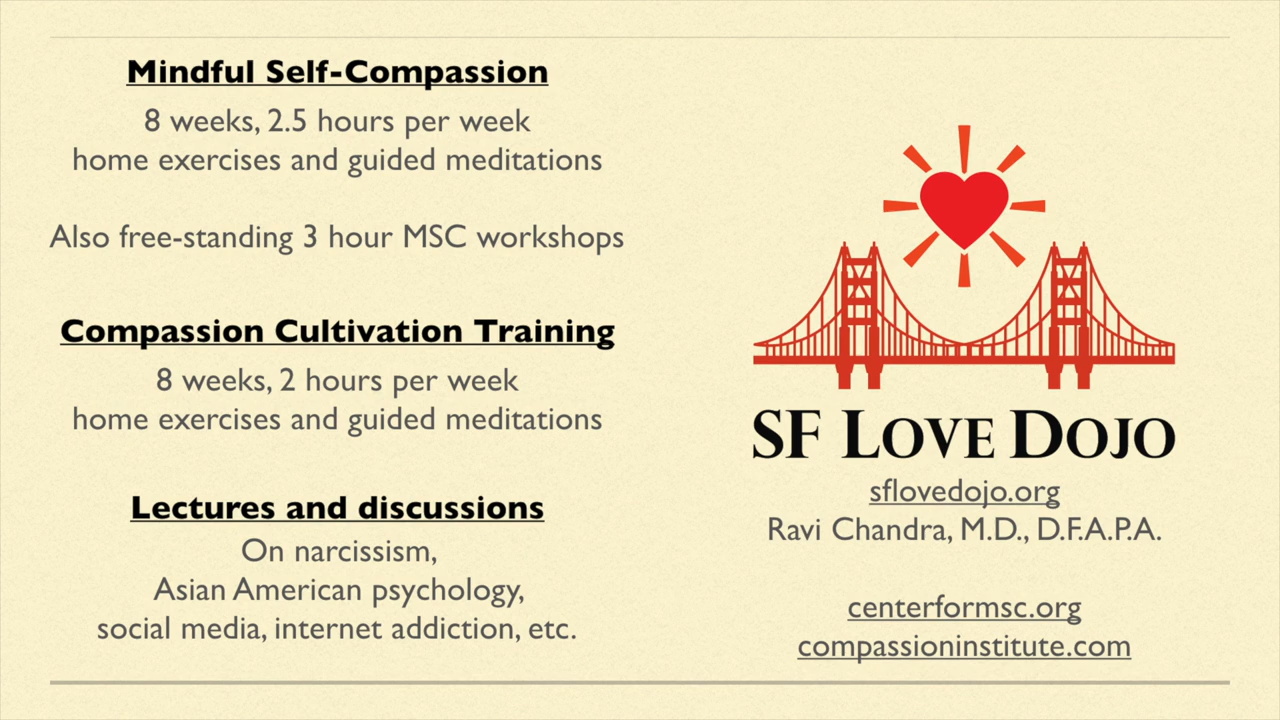 Mindful Self-Compassion
8 weeks, 2.5 hours per week
home exercises and guided meditations
Also free-standing 3 hour MSC workshops
Compassion Cultivation Training
8 weeks, 2 hours per week
home exercises and guided meditations
Lectures and discussions
On narcissism,
Asian American psychology,
social media, internet addiction, etc.
SF LOVE DOJO
sflovedojo.org
Ravi Chandra, M.D., D.F.A.P.A.
centerformsc.org
compassioninstitute.com